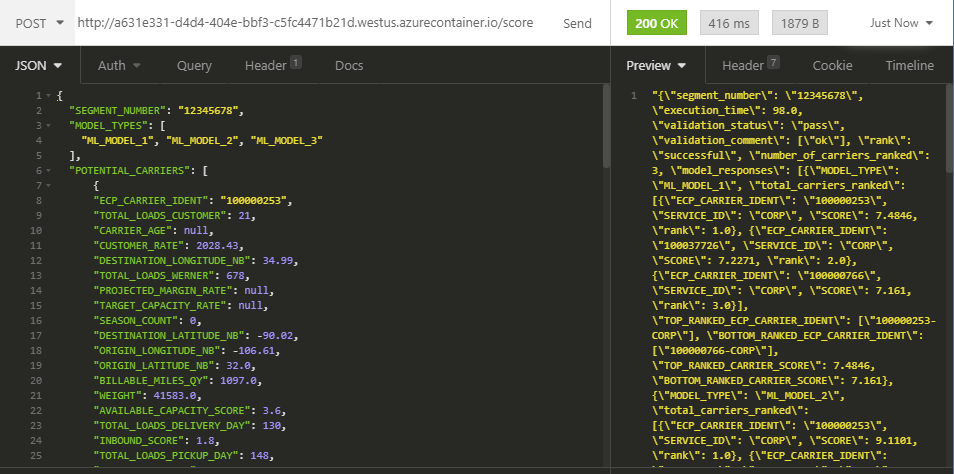 POST http://a631e331-d4d4-404e-bbf3-c5fc4471b21d.westus.azurecontainer.io/score Send
200 OK 416 ms 1879 B Just Now
JSON Auth Query Header 1 Docs
Preview Header 7 Cookie Timeline
1 {
2 "SEGMENT_NUMBER": "12345678",
3 "MODEL_TYPES": [
4 "ML_MODEL_1", "ML_MODEL_2", "ML_MODEL_3"
5 ],
6 "POTENTIAL_CARRIERS": [
7 {
8 "ECP_CARRIER_IDENT": "100000253",
9 "TOTAL_LOADS_CUSTOMER": 21,
10 "CARRIER_AGE": null,
11 "CUSTOMER_RATE": 2028.43,
12 "DESTINATION_LONGITUDE_NB": 34.99,
13 "TOTAL_LOADS_WERNER": 678,
14 "PROJECTED_MARGIN_RATE": null,
15 "TARGET_CAPACITY_RATE": null,
16 "SEASON_COUNT": 0,
17 "DESTINATION_LATITUDE_NB": -90.02,
18 "ORIGIN_LONGITUDE_NB": -106.61,
19 "ORIGIN_LATITUDE_NB": 32.0,
20 "BILLABLE_MILES_QY": 1097.0,
21 "WEIGHT": 41583.0,
22 "AVAILABLE_CAPACITY_SCORE": 3.6,
23 "TOTAL_LOADS_DELIVERY_DAY": 130,
24 "INBOUND_SCORE": 1.8,
25 "TOTAL_LOADS_PICKUP_DAY": 148,
1 "{\"segment_number\": \"12345678\",
\"execution_time\": 98.0,
\"validation_status\": \"pass\",
\"validation_comment\": [\"ok\"], \"rank\":
\"successful\", \"number_of_carriers_ranked\":
3, \"model_responses\": [{\"MODEL_TYPE\":
\"ML_MODEL_1\", \"total_carriers_ranked\":
[{\"ECP_CARRIER_IDENT\": \"100000253\",
\"SERVICE_ID\": \"CORP\", \"SCORE\": 7.4846,
\"rank\": 1.0}, {\"ECP_CARRIER_IDENT\":
\"100037726\", \"SERVICE_ID\": \"CORP\",
\"SCORE\": 7.2271, \"rank\": 2.0},
{\"ECP_CARRIER_IDENT\": \"100000766\",
\"SERVICE_ID\": \"CORP\", \"SCORE\": 7.161,
\"rank\": 3.0}],
\"TOP_RANKED_ECP_CARRIER_IDENT\": [\"100000253-
CORP\"], \"BOTTOM_RANKED_ECP_CARRIER_IDENT\":
[\"100000766-CORP\"],
\"TOP_RANKED_CARRIER_SCORE\": 7.4846,
\"BOTTOM_RANKED_CARRIER_SCORE\": 7.161},
{\"MODEL_TYPE\": \"ML_MODEL_2\",
\"total_carriers_ranked\":
[{\"ECP_CARRIER_IDENT\": \"100000253\",
\"SERVICE_ID\": \"CORP\", \"SCORE\": 9.1101,
\"rank\": 1.0}, {\"ECP_CARRIER_IDENT\":